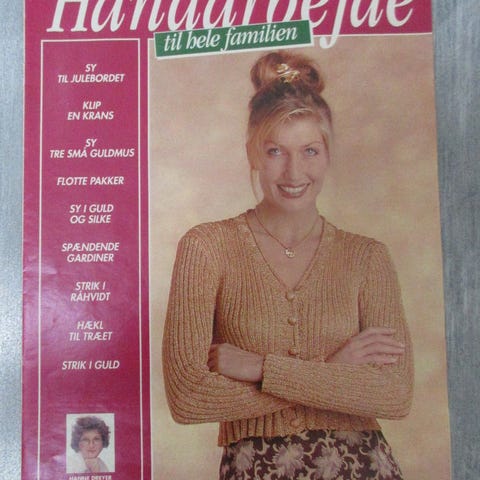 Håndarbejde
til hele familien
SY
TIL JULEBORDET
KLIP
EN KRANS
SY
TRE SMÅ GULDMUS
FLOTTE PAKKER
SY I GULD
OG SILKE
SPÆNDENDE
GARDINER
STRIK I
RÅHVIDT
HÆKL
TIL TRÆET
STRIK I GULD
HANNE DREYER